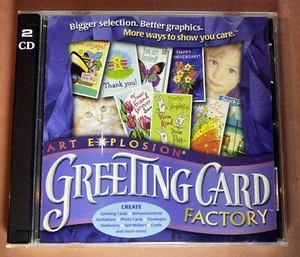 2
CD
Bigger selection. Better graphics.
More ways to show you care.
Thank you!
HAPPY
ANNIVERSARY!
ART EXPLOSION®
GREETING CARD
FACTORY
CREATE
Greeting Cards · Announcements
Invitations · Photo Cards · Envelopes
Stationery · Self-Mailers · Crafts
and much more!